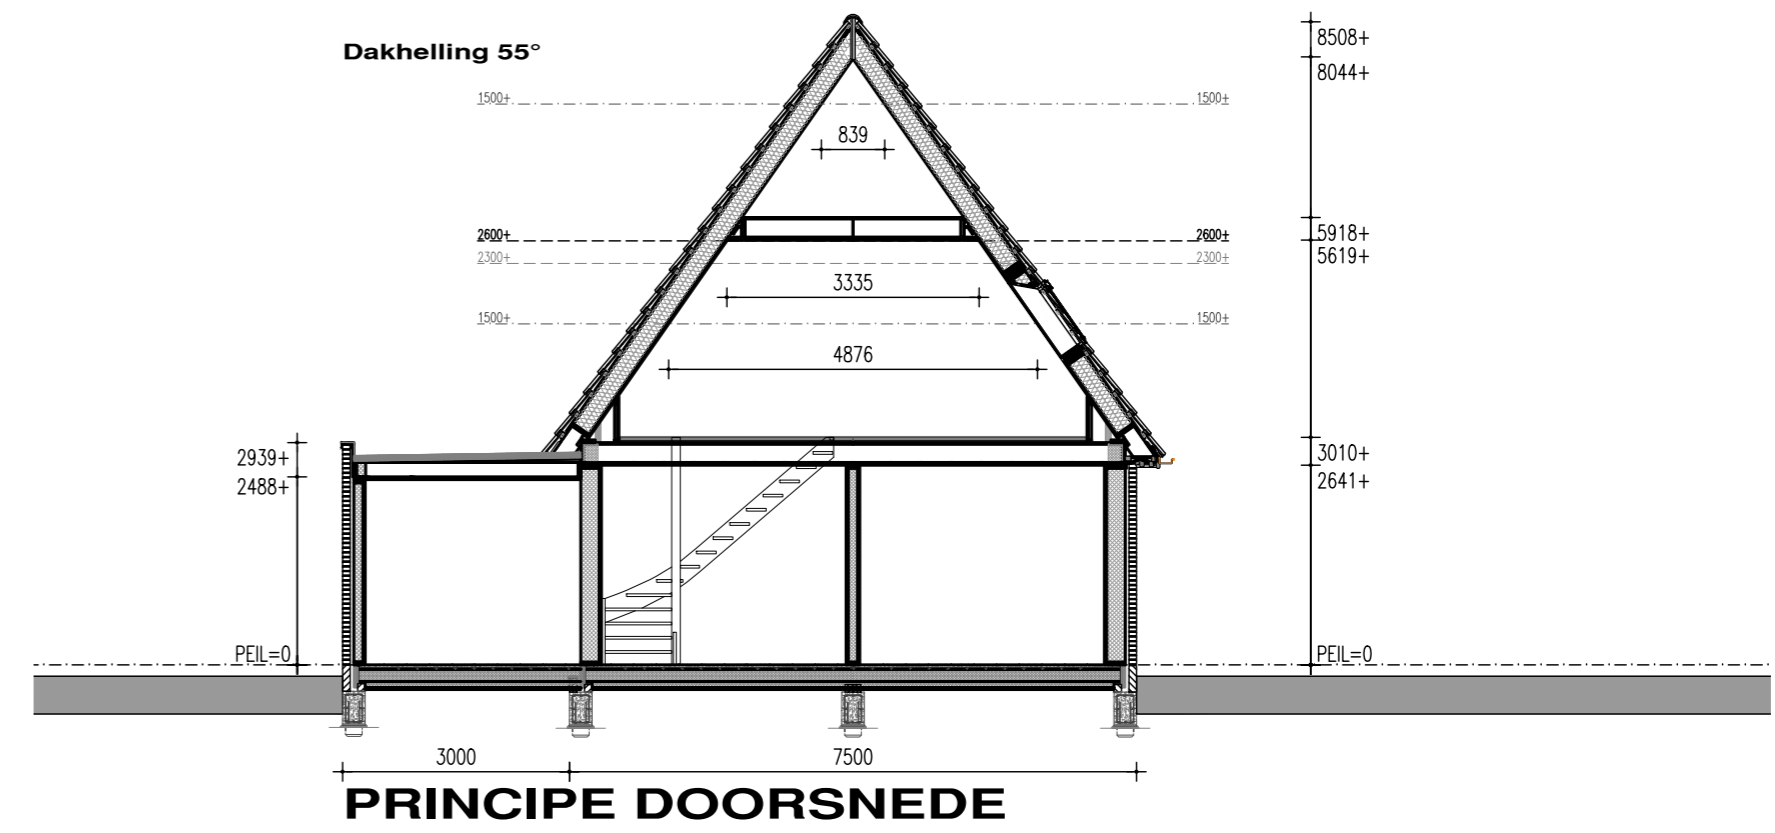 8508+
Dakhelling 55°
8044+
1500+ 1500+
839
2600+ 2600+ 5918+
2300+ 2300+ 5619+
3335
1500+ 1500+
4876
2939+ 3010+
2488+ 2641+
PEIL=0 PEIL=0
3000 7500
PRINCIPE DOORSNEDE